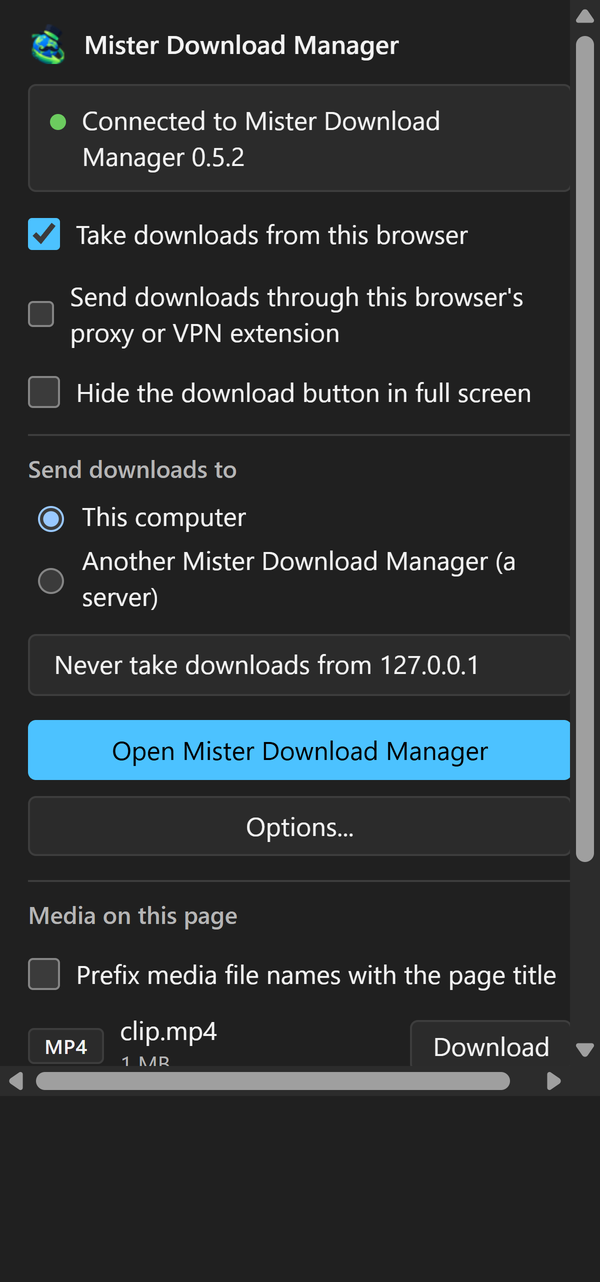 Mister Download Manager
Connected to Mister Download
Manager 0.5.2
Take downloads from this browser
Send downloads through this browser's
proxy or VPN extension
Hide the download button in full screen
Send downloads to
This computer
Another Mister Download Manager (a
server)
Never take downloads from 127.0.0.1
Open Mister Download Manager
Options...
Media on this page
Prefix media file names with the page title
MP4
clip.mp4
1 MB
Download